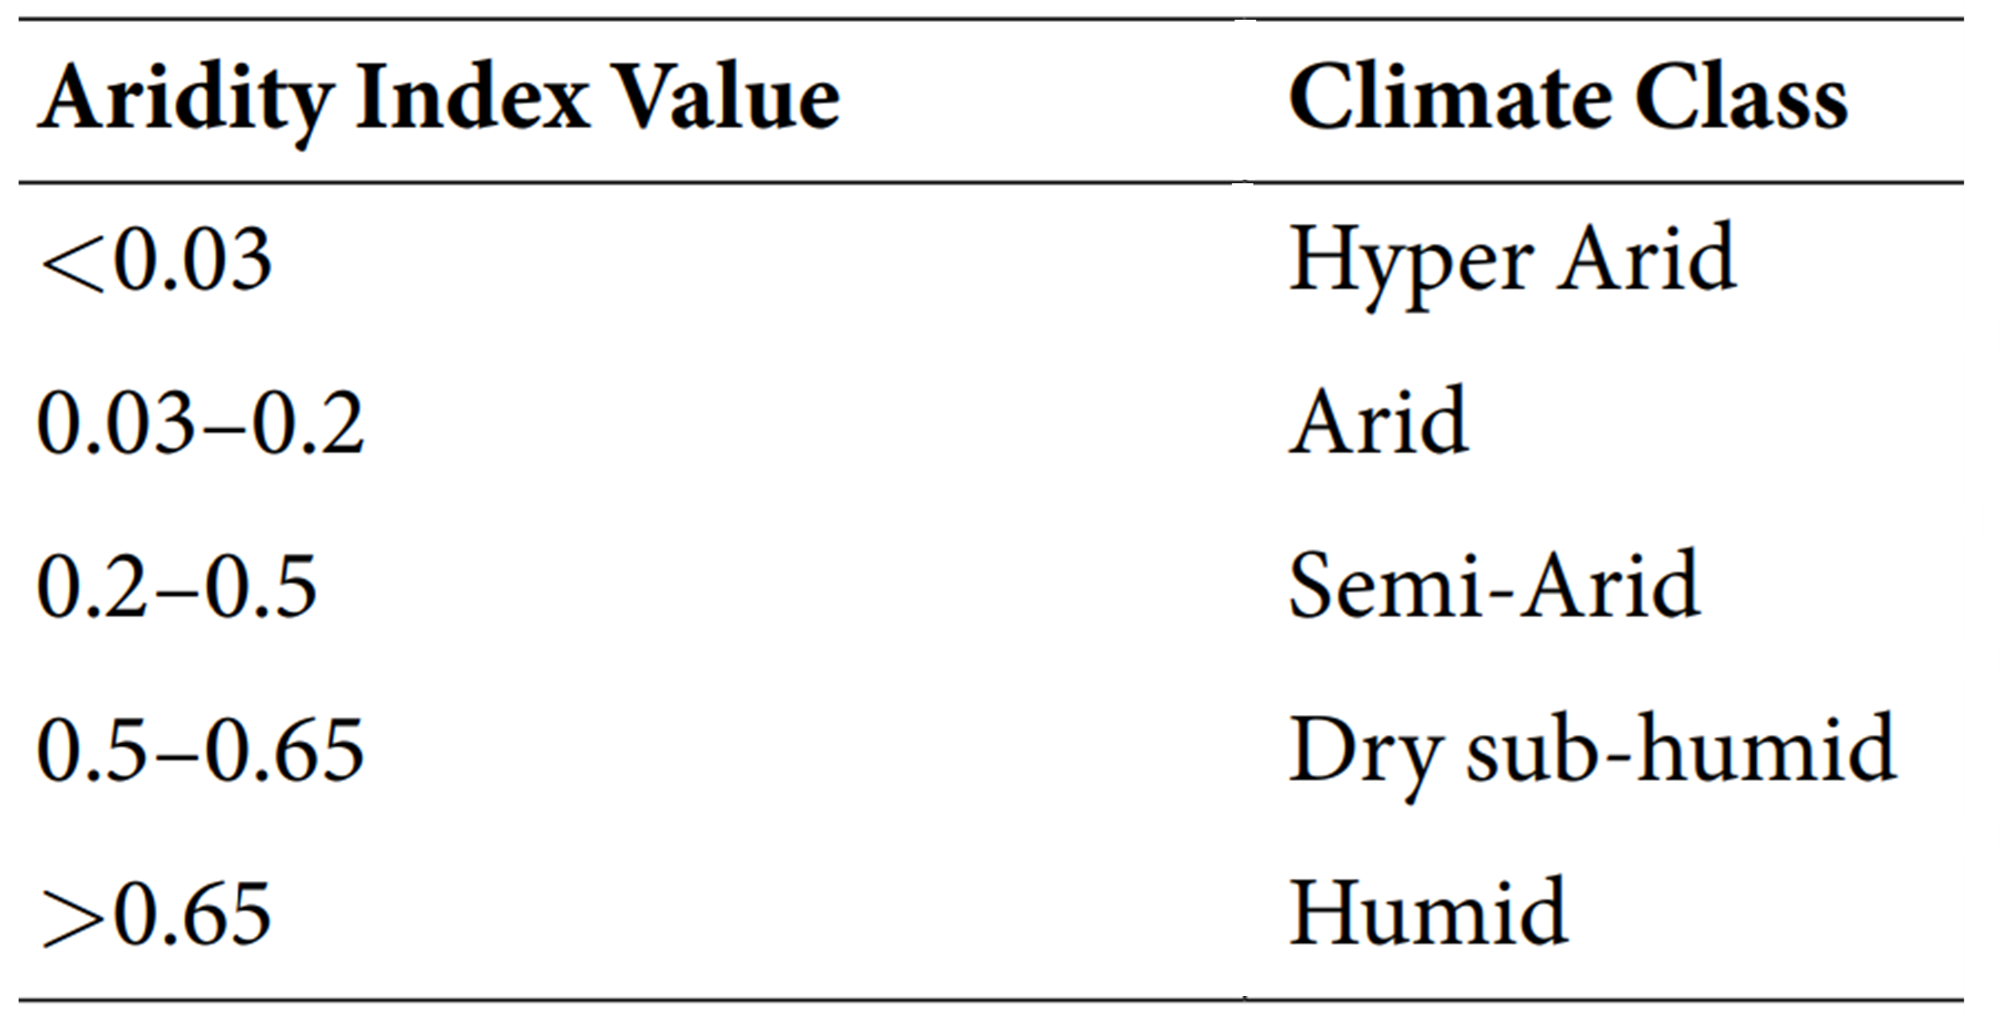 Aridity Index Value Climate Class
<0.03 Hyper Arid
0.03–0.2 Arid
0.2–0.5 Semi-Arid
0.5–0.65 Dry sub-humid
>0.65 Humid